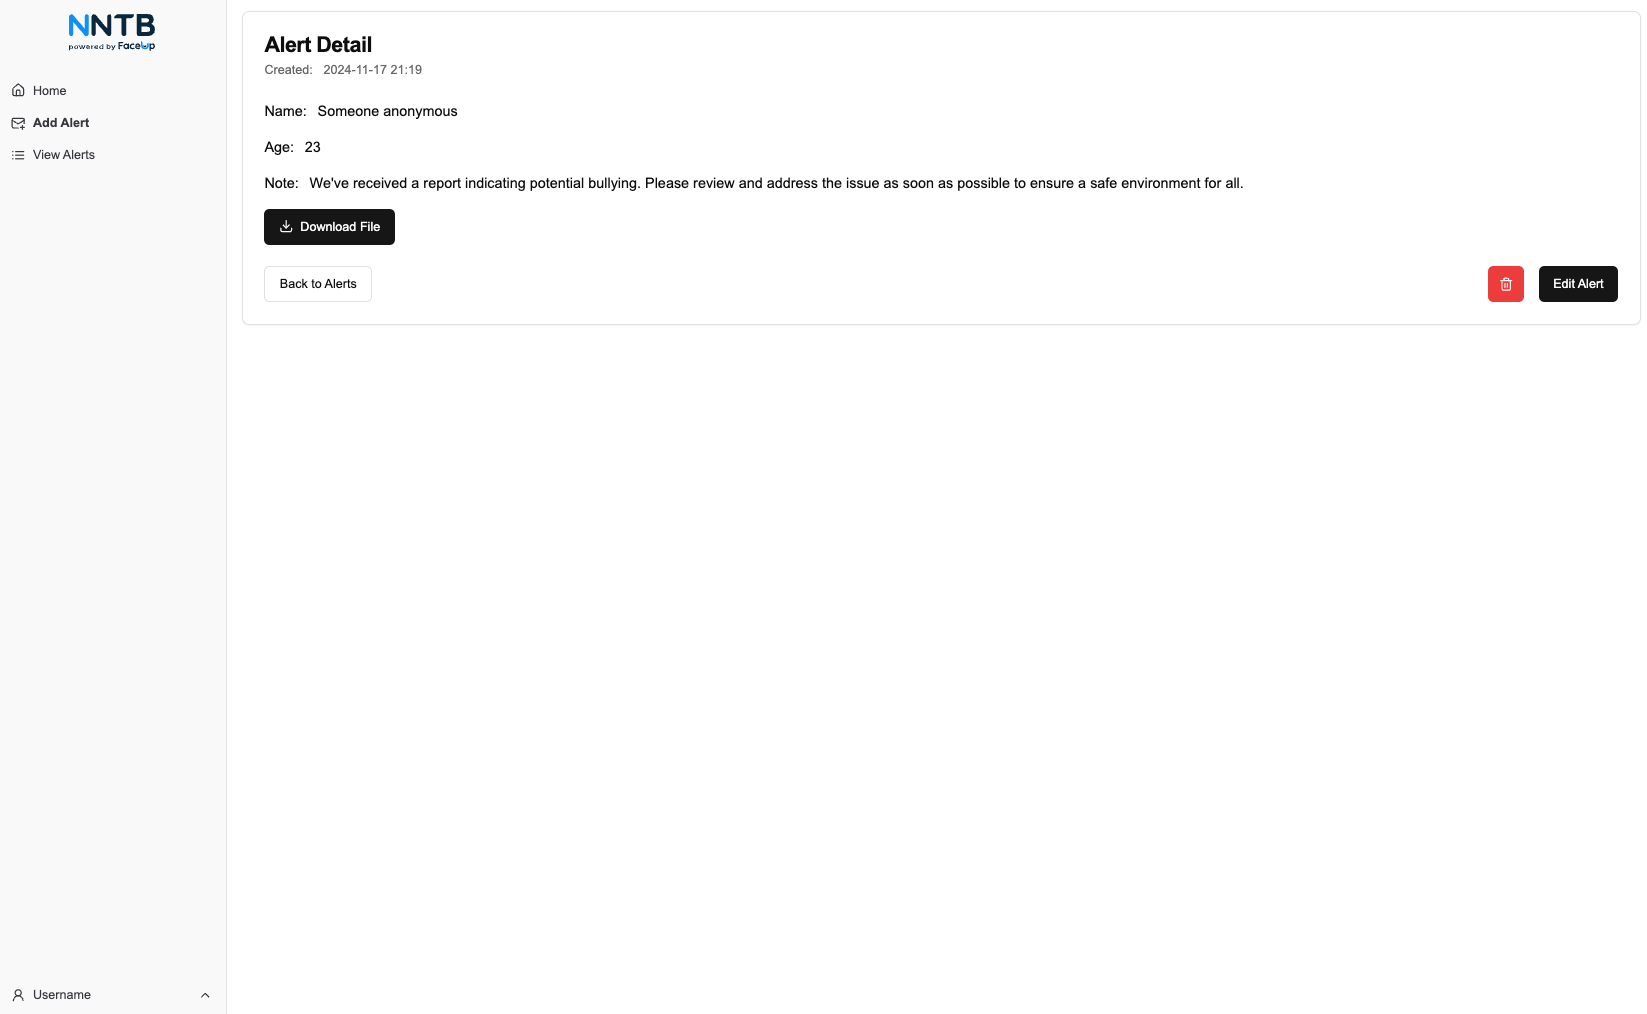 NNTB
powered by FaceUp
Home
Add Alert
View Alerts
Alert Detail
Created: 2024-11-17 21:19
Name: Someone anonymous
Age: 23
Note: We've received a report indicating potential bullying. Please review and address the issue as soon as possible to ensure a safe environment for all.
Download File
Back to Alerts
Edit Alert
Username